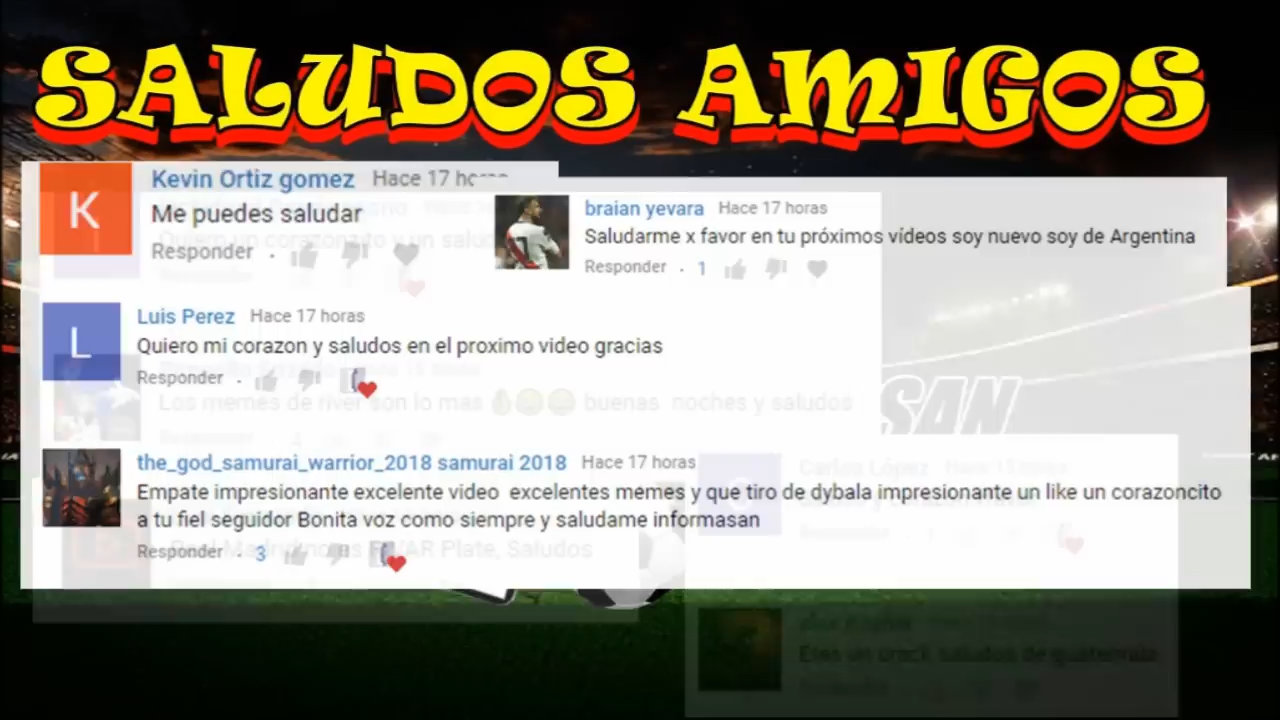 SALUDOS AMIGOS
K
Kevin Ortiz gomez Hace 17 horas
Me puedes saludar
Responder
braian yevara Hace 17 horas
Saludarme x favor en tu próximos vídeos soy nuevo soy de Argentina
Responder · 1
L
Luis Perez Hace 17 horas
Quiero mi corazon y saludos en el proximo video gracias
Responder
Los memes de river son lo mas buenas noches y saludos
SAN
the_god_samurai_warrior_2018 samurai 2018 Hace 17 horas
Empate impresionante excelente video excelentes memes y que tiro de dybala impresionante un like un corazoncito
a tu fiel seguidor Bonita voz como siempre y saludame informasan
Responder · 3
Plate, Saludos
Carlos López
Eres un crack saludos de guatemala